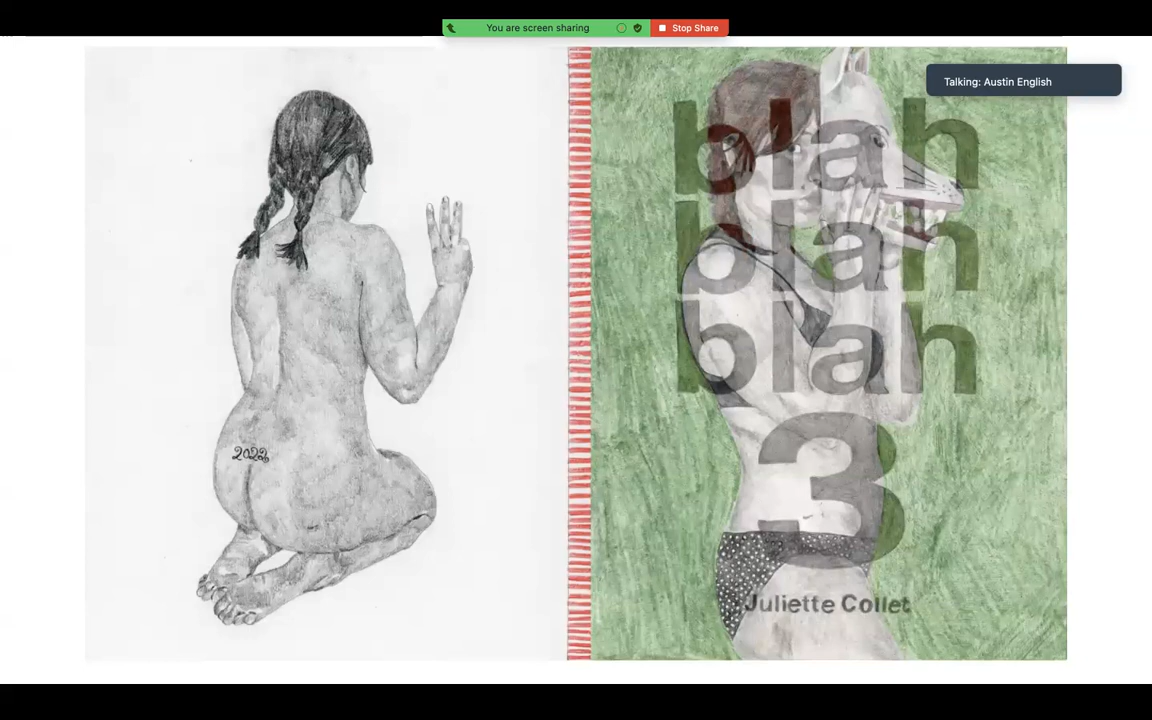 You are screen sharing
Stop Share
Talking: Austin English
2022
blah
blah
blah
3
Juliette Collet